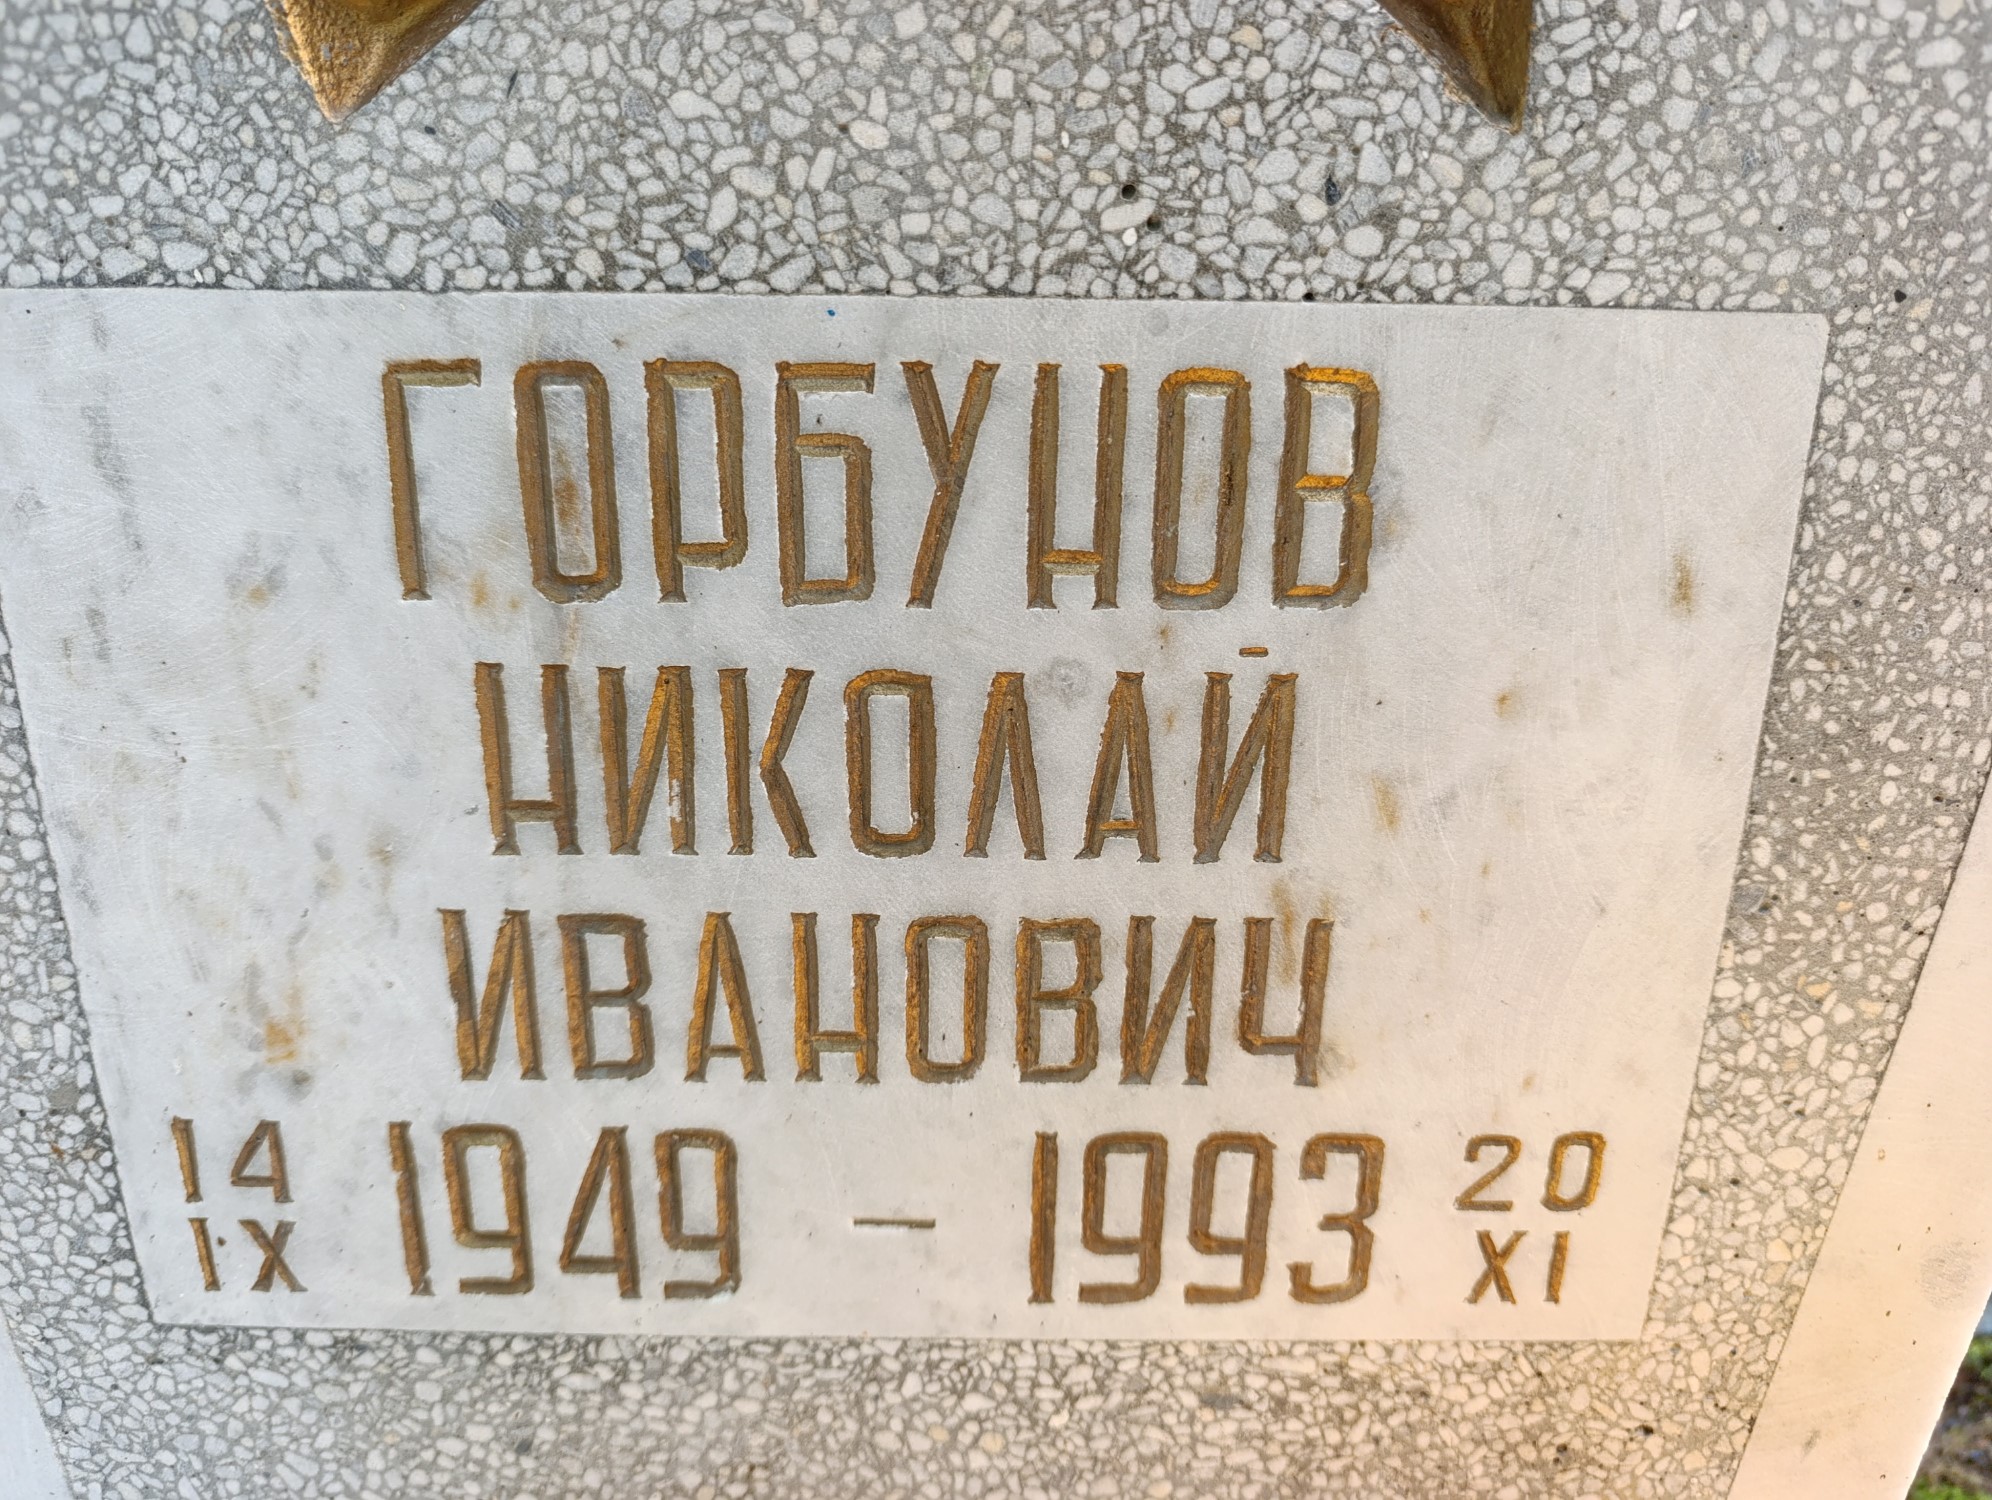 ГОРБУНОВ
НИКОЛАЙ
ИВАНОВИЧ
14 IX 1949 – 1993 20 XI